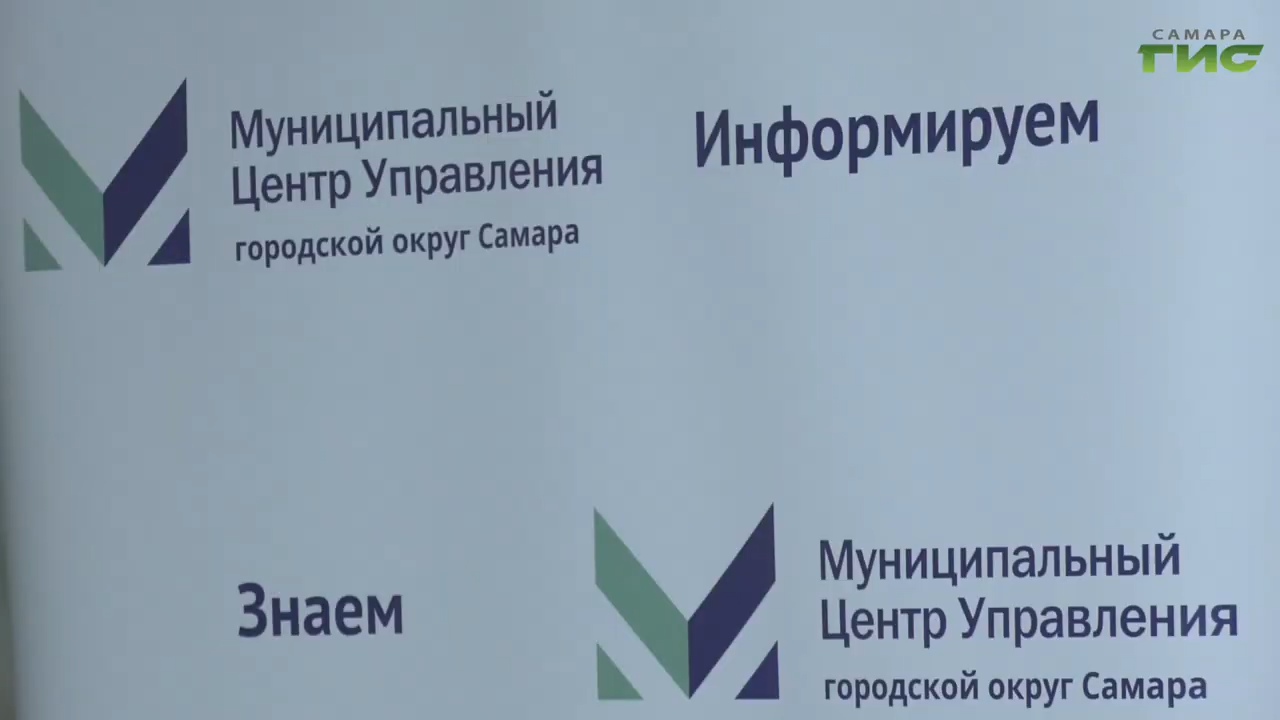 САМАРА
ГИС
Муниципальный
Центр Управления
городской округ Самара
Информируем
Знаем
Муниципальный
Центр Управления
городской округ Самара